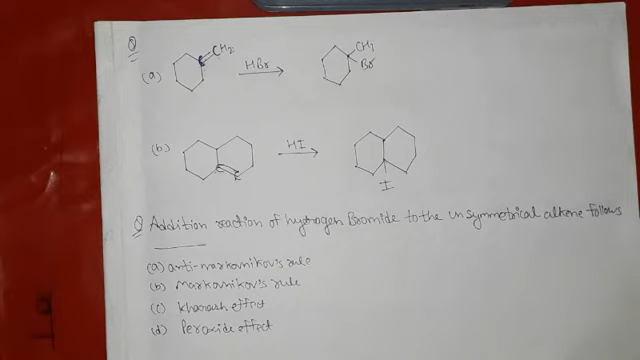 Q
(a) CH2 HBr CH3 Br
(b) HI I
Q Addition reaction of hydrogen Bromide to the unsymmetrical alkene follows
(a) anti-markovnikov's rule
(b) Markovnikov's rule
(c) Kharash effect
(d) Peroxide effect